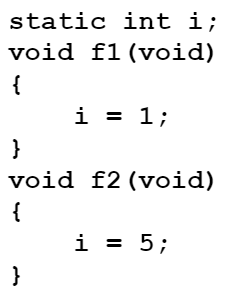 static int i;
void f1(void)
{
    i = 1;
}
void f2(void)
{
    i = 5;
}